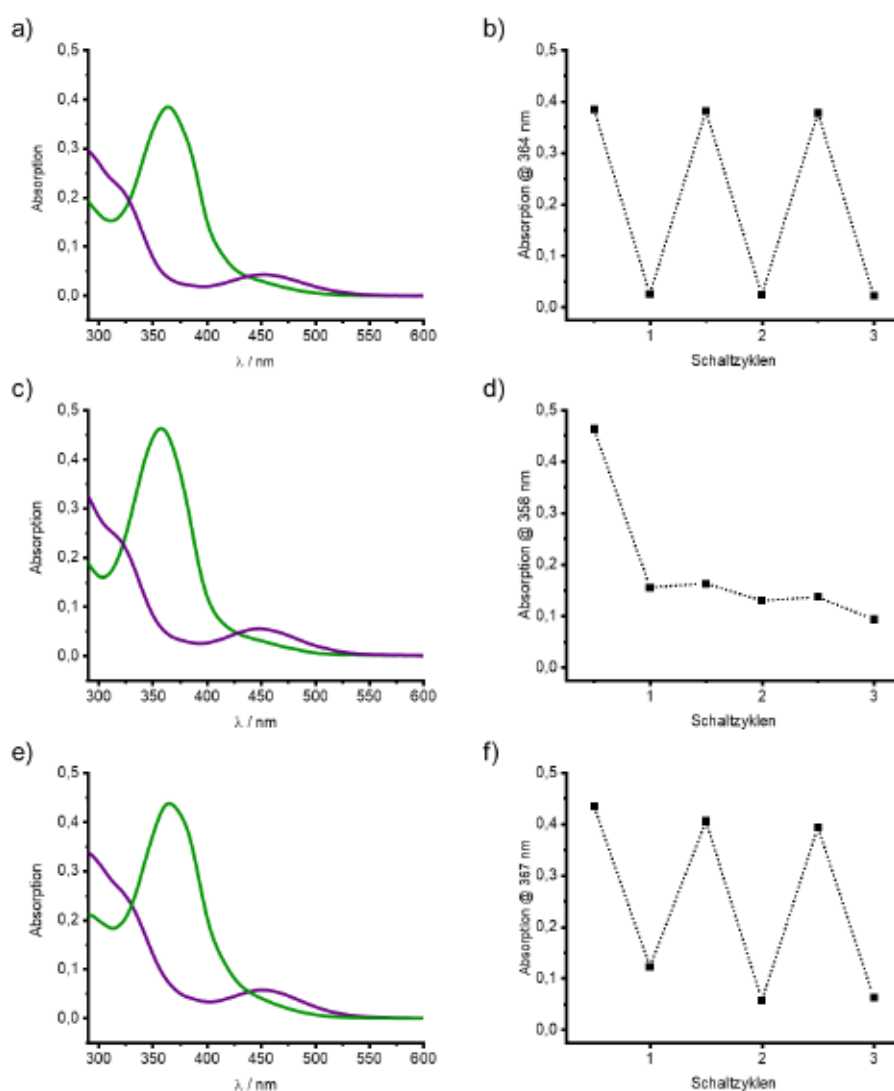 a)
0,5
0,4
0,3
0,2
0,1
0,0
Absorption
300 350 400 450 500 550 600
λ / nm
b)
0,5
0,4
0,3
0,2
0,1
0,0
Absorption @ 364 nm
1 2 3
Schaltzyklen
c)
0,5
0,4
0,3
0,2
0,1
0,0
Absorption
300 350 400 450 500 550 600
λ / nm
d)
0,5
0,4
0,3
0,2
0,1
0,0
Absorption @ 358 nm
1 2 3
Schaltzyklen
e)
0,5
0,4
0,3
0,2
0,1
0,0
Absorption
300 350 400 450 500 550 600
λ / nm
f)
0,5
0,4
0,3
0,2
0,1
0,0
Absorption @ 367 nm
1 2 3
Schaltzyklen